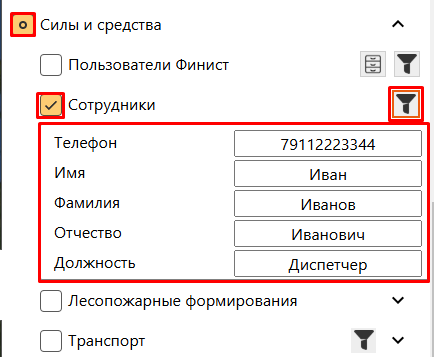 Силы и средства
Пользователи Финист
Сотрудники
Телефон 79112223344
Имя Иван
Фамилия Иванов
Отчество Иванович
Должность Диспетчер
Лесопожарные формирования
Транспорт